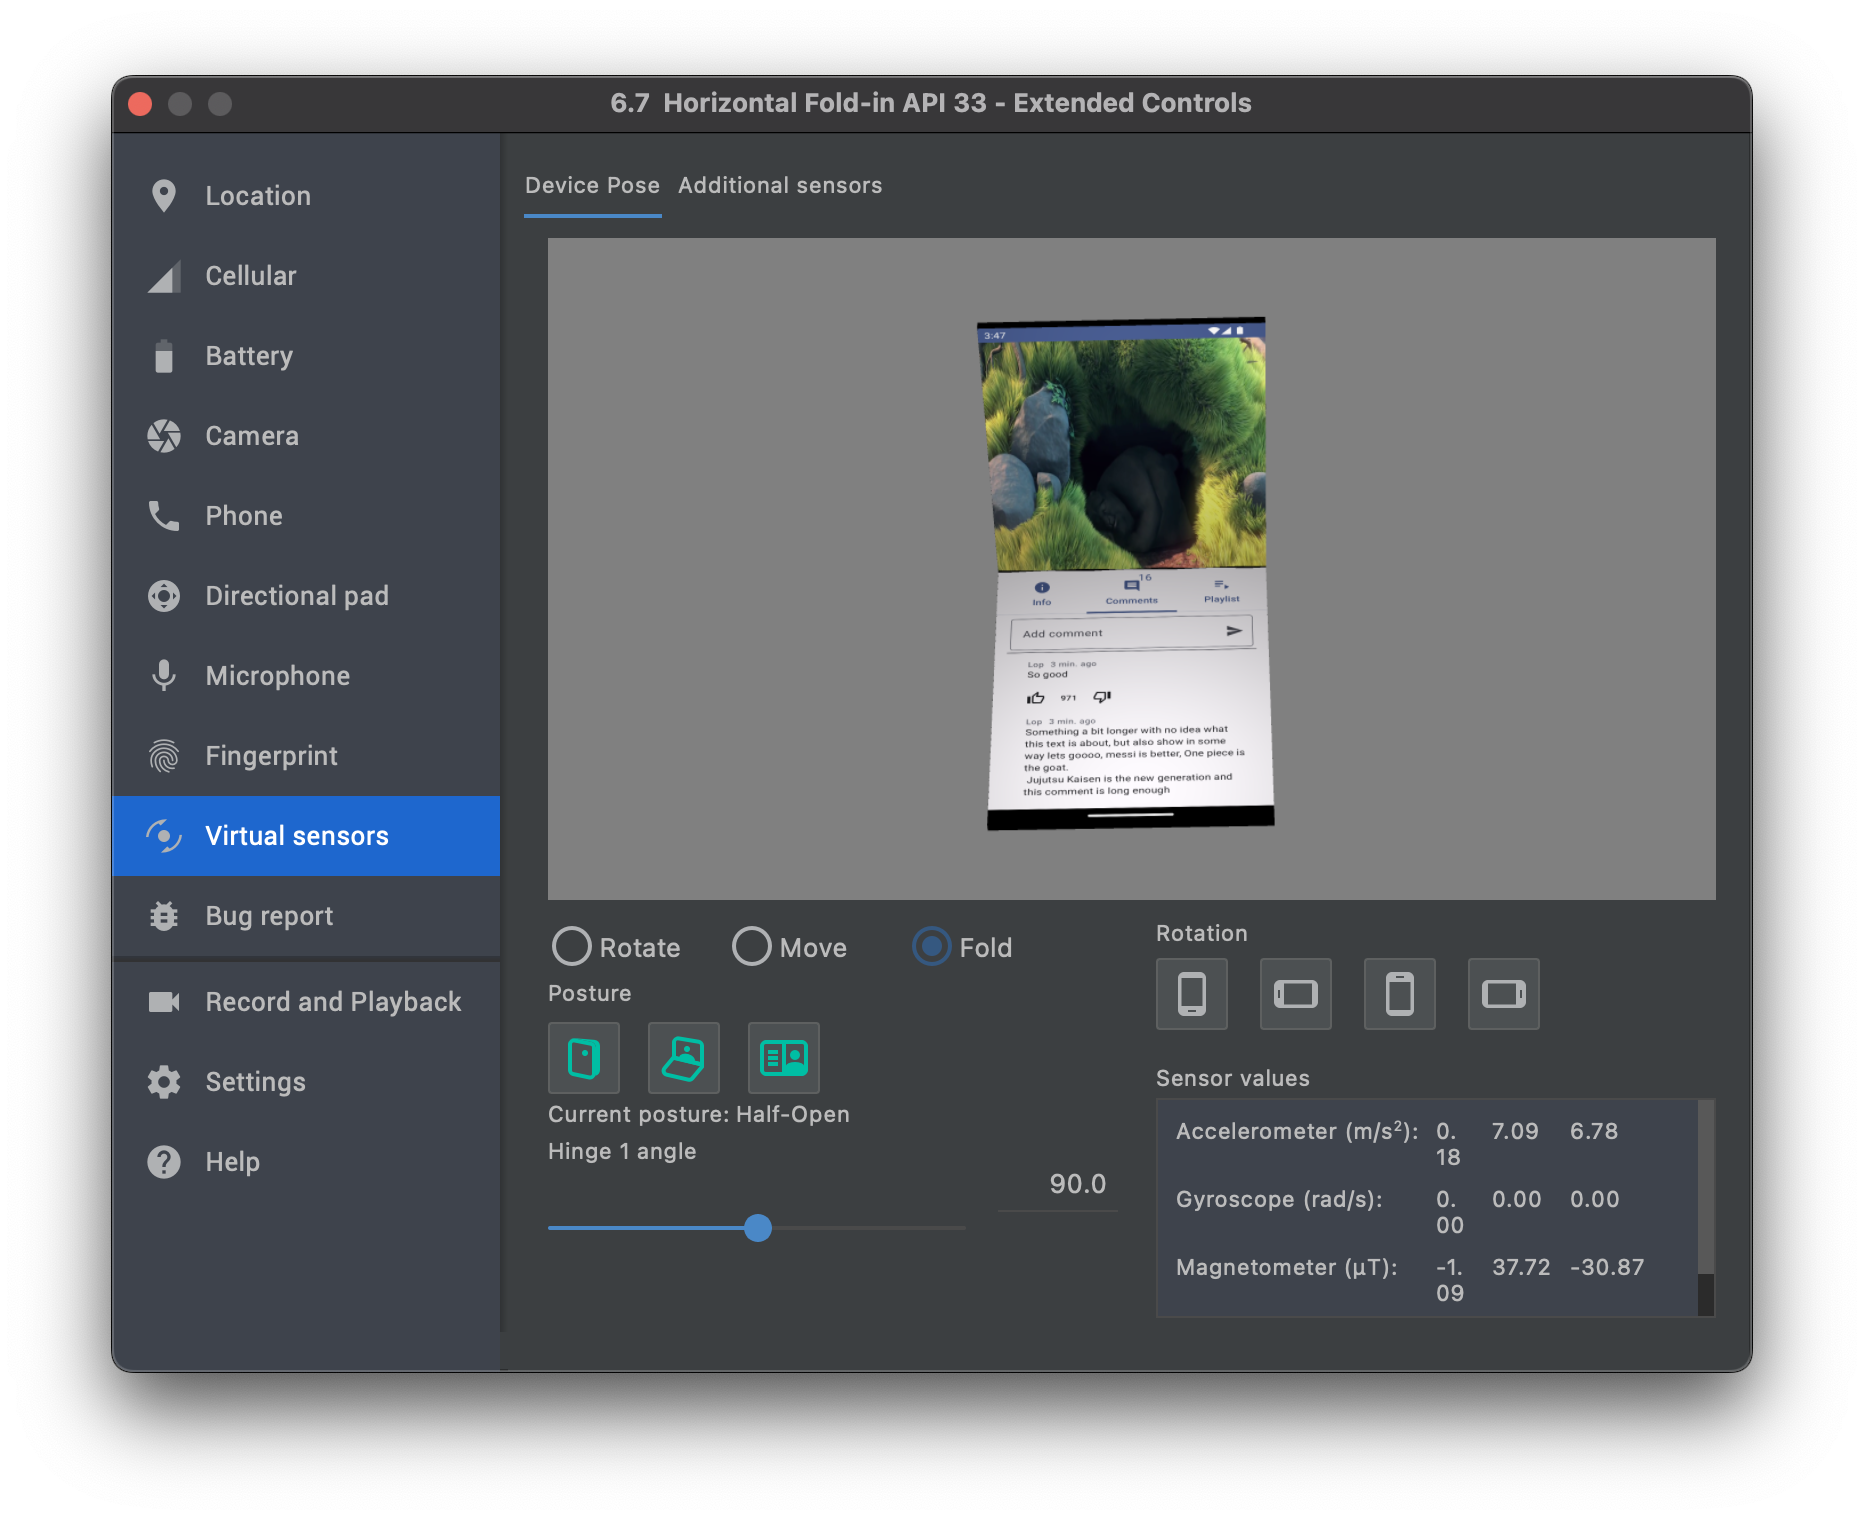 6.7 Horizontal Fold-in API 33 - Extended Controls
Location
Cellular
Battery
Camera
Phone
Directional pad
Microphone
Fingerprint
Virtual sensors
Bug report
Record and Playback
Settings
Help
Device Pose
Additional sensors
3:47
16
Info
Comments
Playlist
Add comment
Lop 3 min. ago
So good
971
Lop 3 min. ago
Something a bit longer with no idea what
this text is about, but also show in some
way lets goooo, messi is better, One piece is
the goat.
Jujutsu Kaisen is the new generation and
this comment is long enough
Rotate
Move
Fold
Posture
Current posture: Half-Open
Hinge 1 angle
90.0
Rotation
Sensor values
Accelerometer (m/s²): 0. 7.09 6.78
18
Gyroscope (rad/s): 0. 0.00 0.00
00
Magnetometer (μT): -1. 37.72 -30.87
09